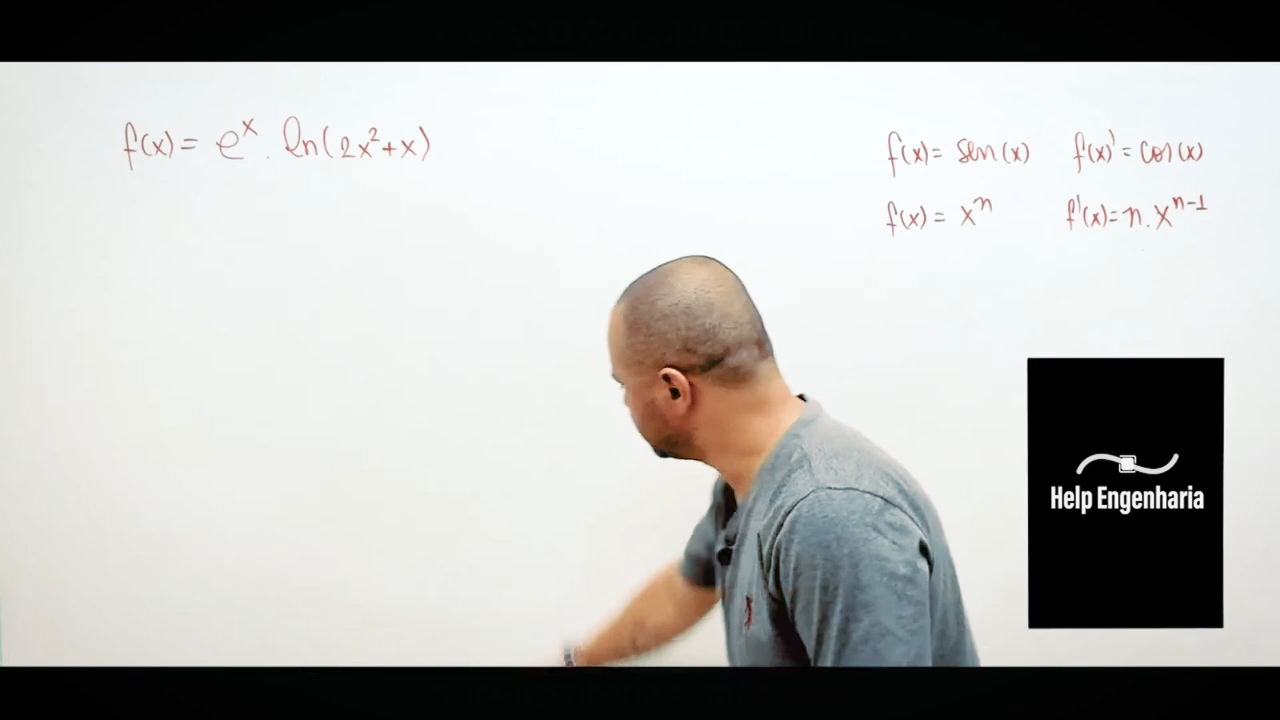 f(x) = e^x . ln(2x²+x)
f(x) = sen(x) f(x)' = cos(x)
f(x) = x^n f'(x) = n . x^{n-1}
Help Engenharia